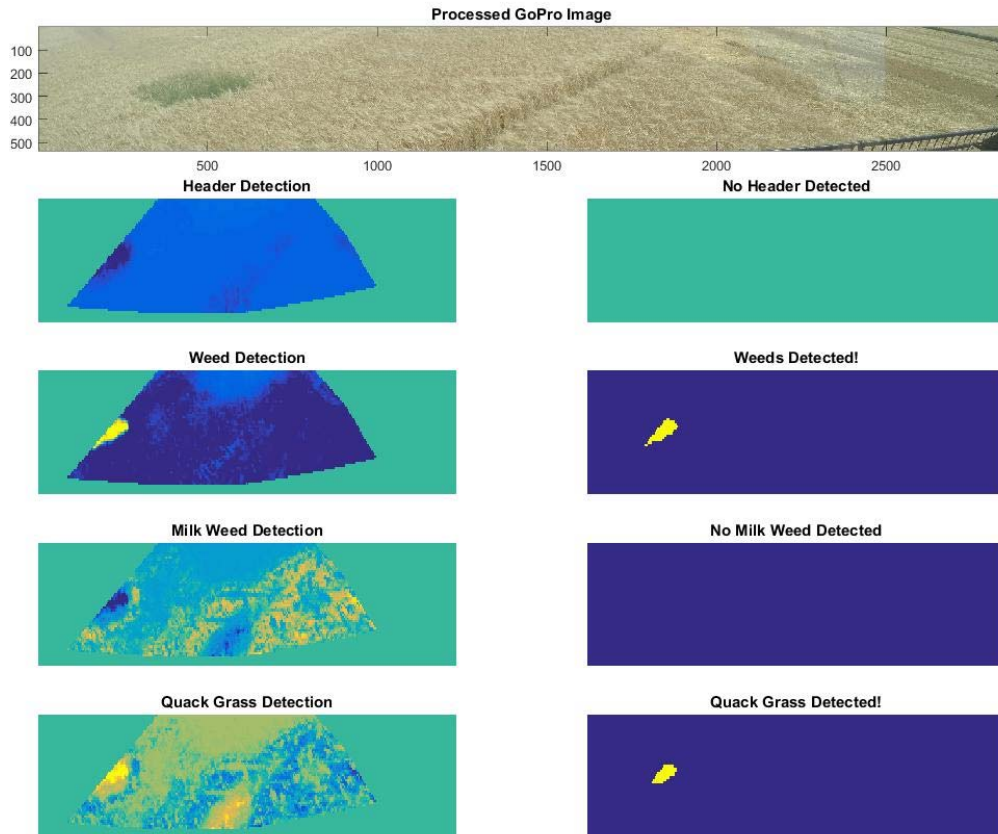 Processed GoPro Image
100
200
300
400
500
500
1000
1500
2000
2500
Header Detection
No Header Detected
Weed Detection
Weeds Detected!
Milk Weed Detection
No Milk Weed Detected
Quack Grass Detection
Quack Grass Detected!